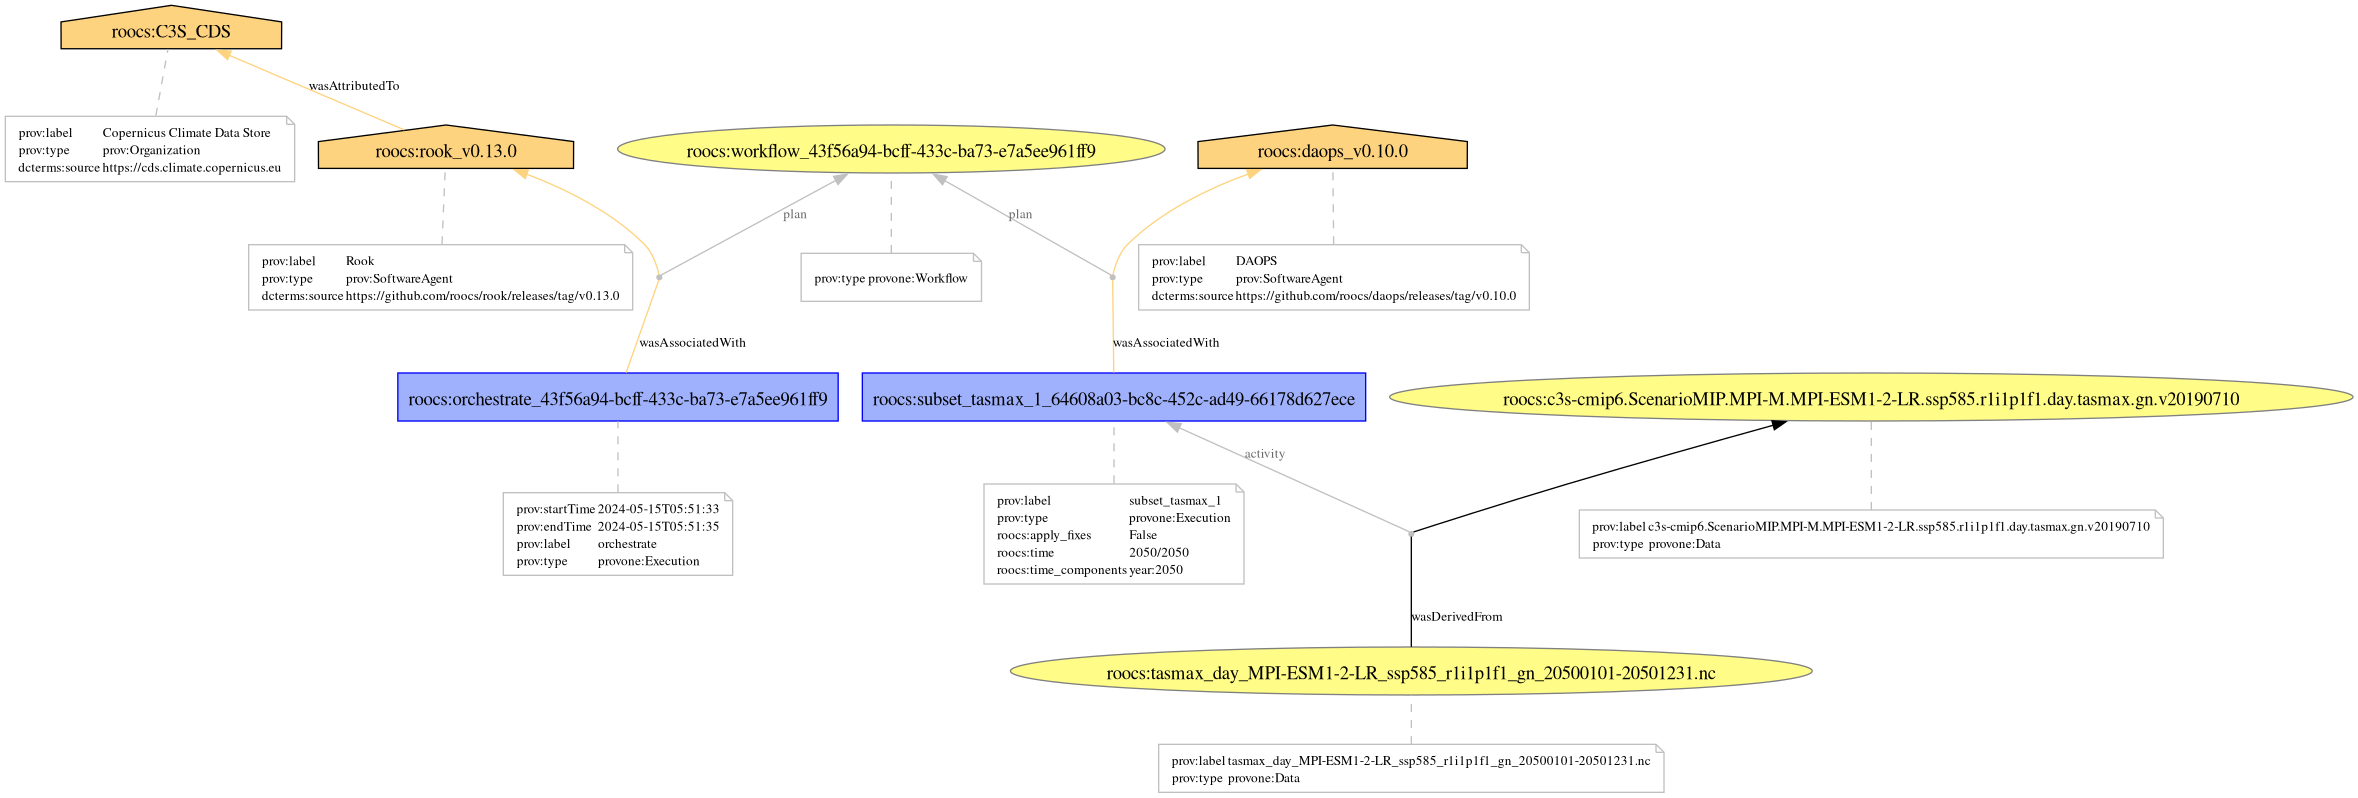 roocs:C3S_CDS
wasAttributedTo
prov:label Copernicus Climate Data Store
prov:type prov:Organization
dcterms:source https://cds.climate.copernicus.eu
roocs:rook_v0.13.0
roocs:workflow_43f56a94-bcff-433c-ba73-e7a5ee961ff9
roocs:daops_v0.10.0
plan
plan
prov:label Rook
prov:type prov:SoftwareAgent
dcterms:source https://github.com/roocs/rook/releases/tag/v0.13.0
prov:type provone:Workflow
prov:label DAOPS
prov:type prov:SoftwareAgent
dcterms:source https://github.com/roocs/daops/releases/tag/v0.10.0
wasAssociatedWith
wasAssociatedWith
roocs:orchestrate_43f56a94-bcff-433c-ba73-e7a5ee961ff9
roocs:subset_tasmax_1_64608a03-bc8c-452c-ad49-66178d627ece
roocs:c3s-cmip6.ScenarioMIP.MPI-M.MPI-ESM1-2-LR.ssp585.r1i1p1f1.day.tasmax.gn.v20190710
activity
prov:startTime 2024-05-15T05:51:33
prov:endTime 2024-05-15T05:51:35
prov:label orchestrate
prov:type provone:Execution
prov:label subset_tasmax_1
prov:type provone:Execution
roocs:apply_fixes False
roocs:time 2050/2050
roocs:time_components year:2050
prov:label c3s-cmip6.ScenarioMIP.MPI-M.MPI-ESM1-2-LR.ssp585.r1i1p1f1.day.tasmax.gn.v20190710
prov:type provone:Data
wasDerivedFrom
roocs:tasmax_day_MPI-ESM1-2-LR_ssp585_r1i1p1f1_gn_20500101-20501231.nc
prov:label tasmax_day_MPI-ESM1-2-LR_ssp585_r1i1p1f1_gn_20500101-20501231.nc
prov:type provone:Data